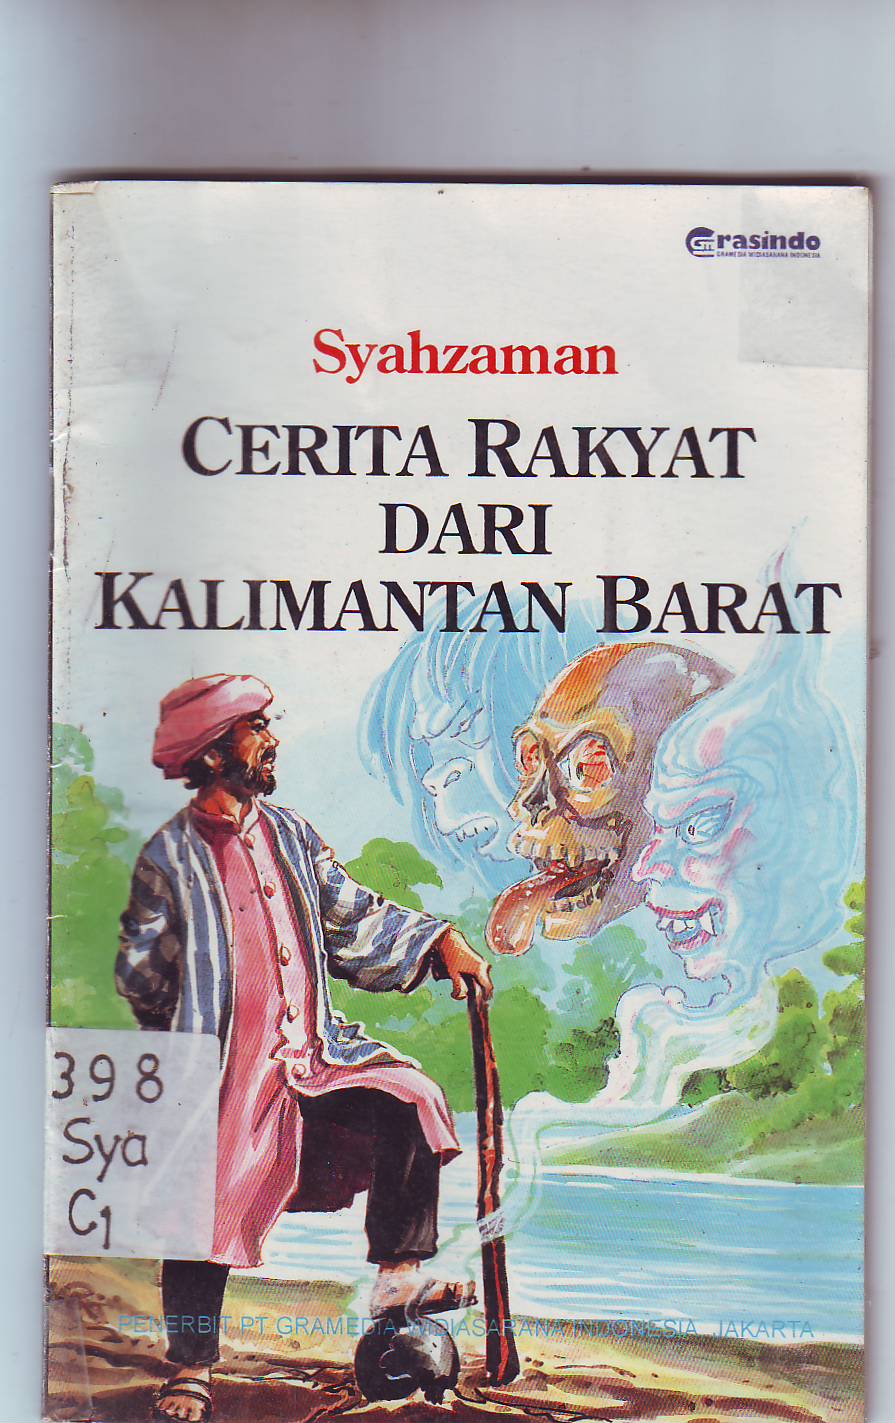 Grasindo
GRAMEDIA WIDIASARANA INDONESIA
Syahzaman
CERITA RAKYAT
DARI
KALIMANTAN BARAT
398
Sya
C1
PENERBIT PT GRAMEDIA WIDIASARANA INDONESIA, JAKARTA